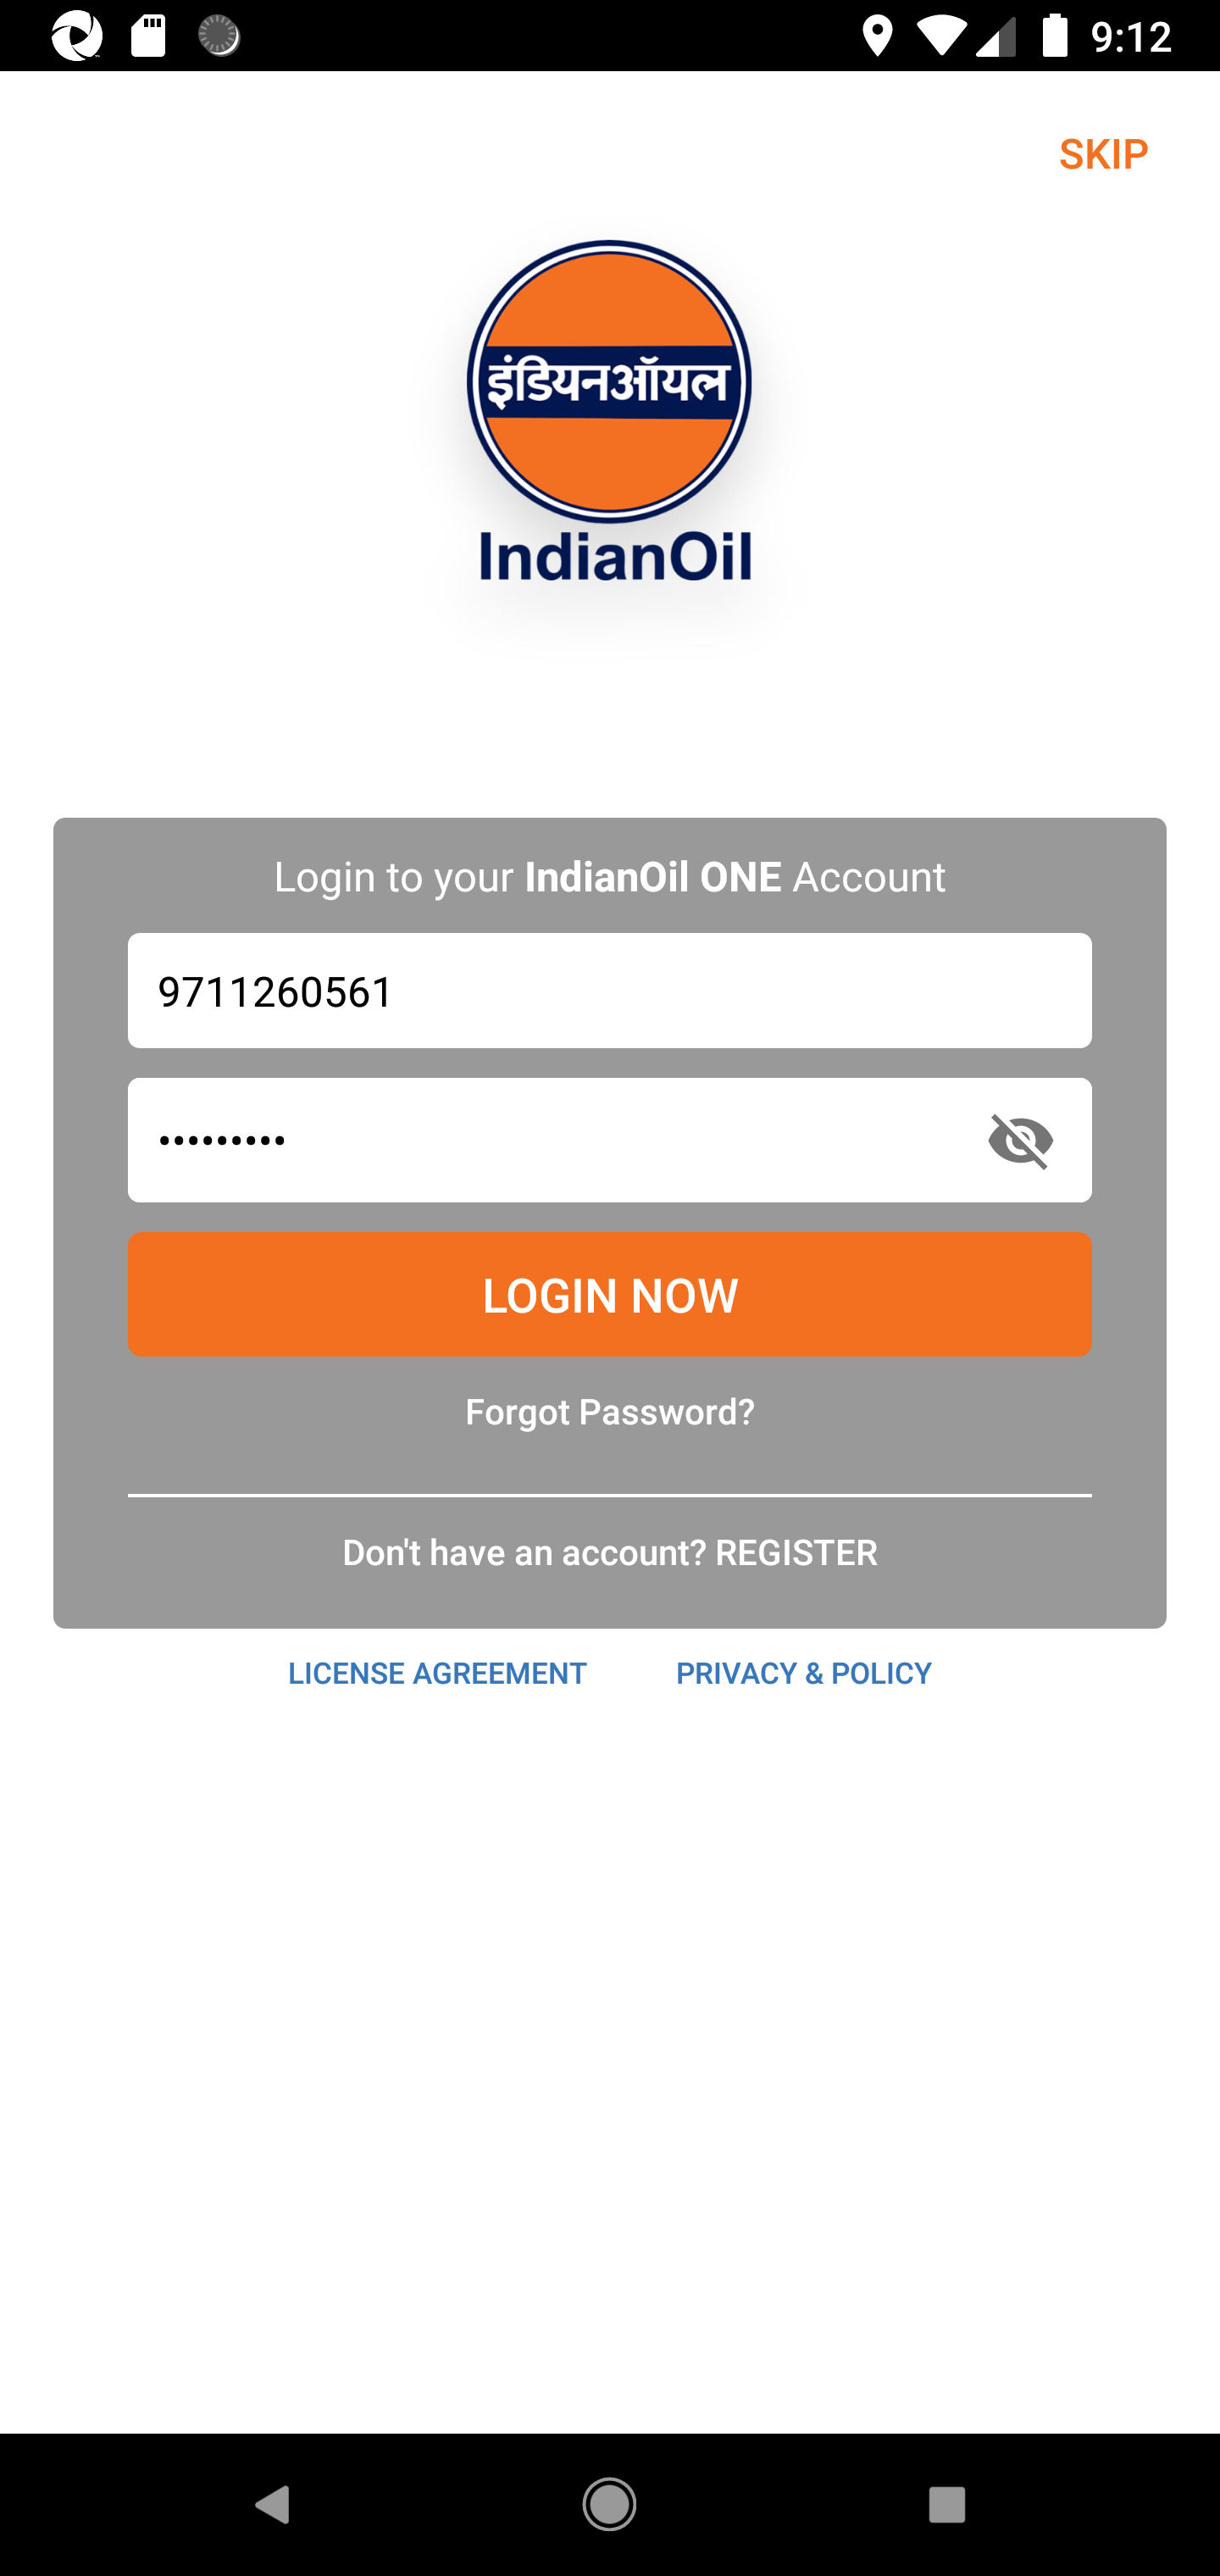 9:12
SKIP
इंडियनऑयल
IndianOil
Login to your IndianOil ONE Account
9711260561
•••••••••
LOGIN NOW
Forgot Password?
Don't have an account? REGISTER
LICENSE AGREEMENT PRIVACY & POLICY